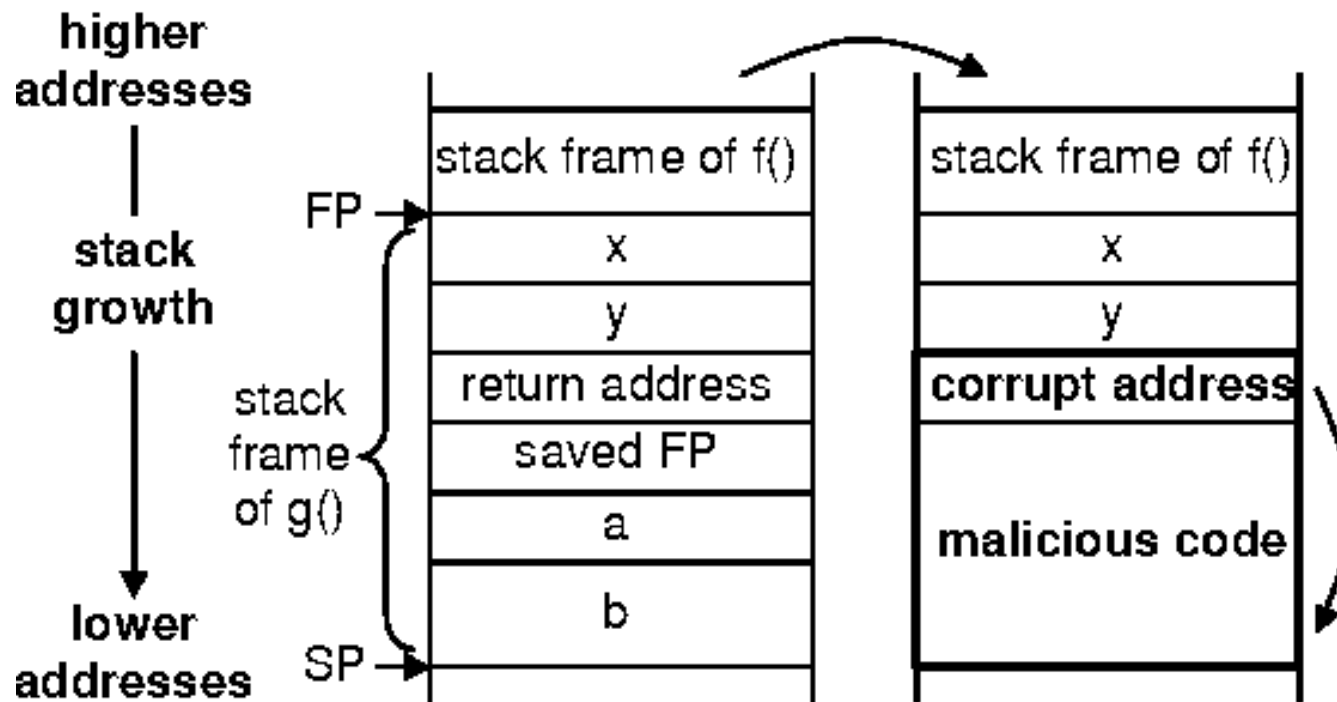 higher
addresses
stack
growth
lower
addresses
FP
stack
frame
of g()
SP
stack frame of f()
x
y
return address
saved FP
a
b
stack frame of f()
x
y
corrupt address
malicious code